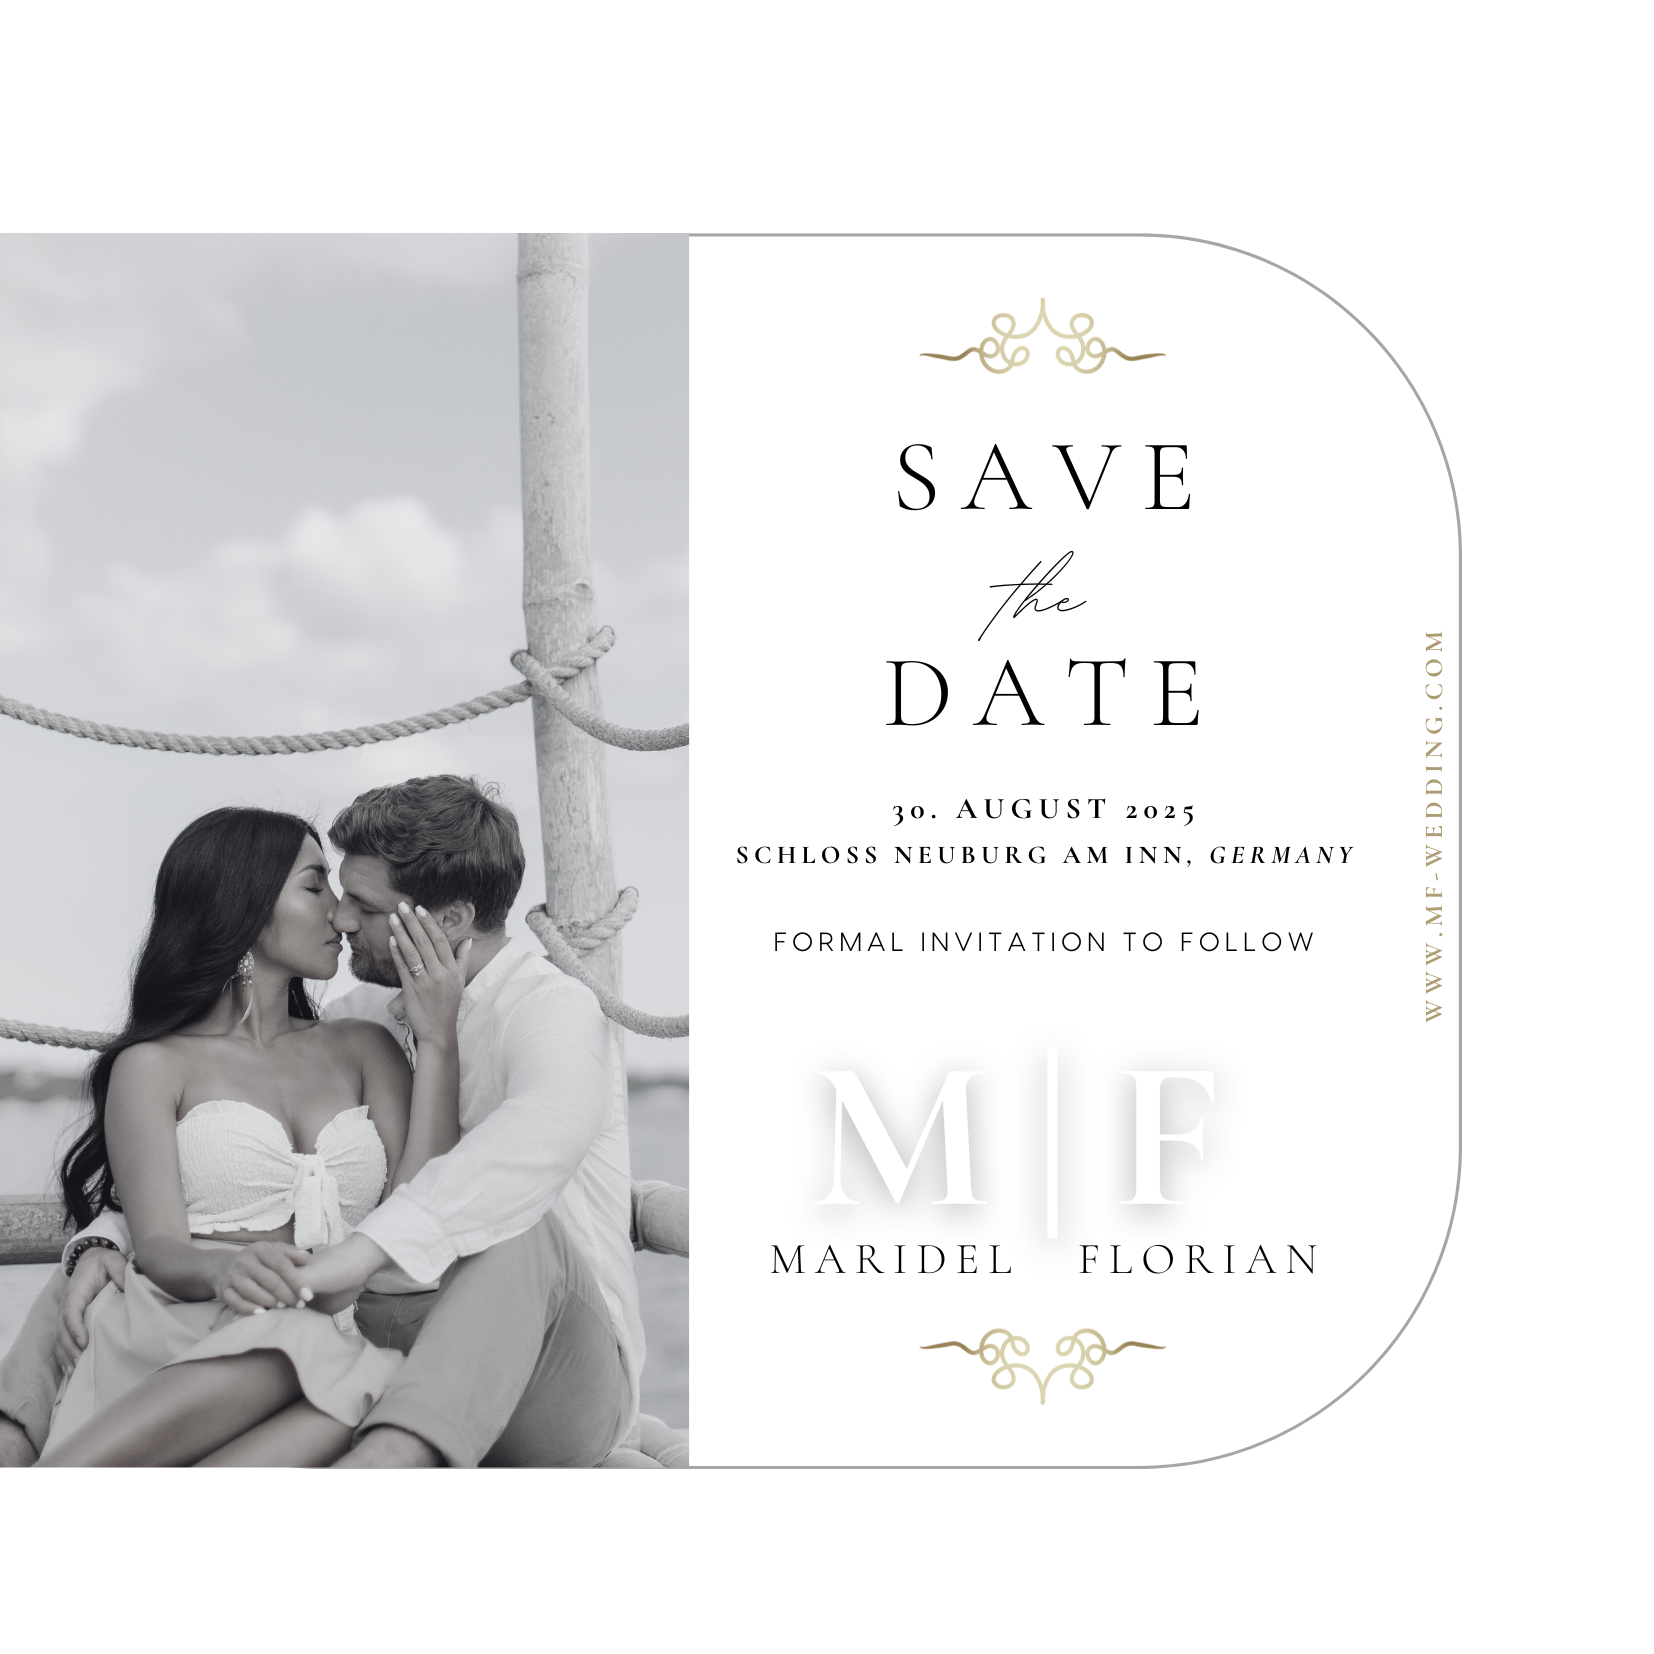 SAVE
the
DATE
30. AUGUST 2025
SCHLOSS NEUBURG AM INN, GERMANY
FORMAL INVITATION TO FOLLOW
M | F
MARIDEL FLORIAN
WWW.MF-WEDDING.COM